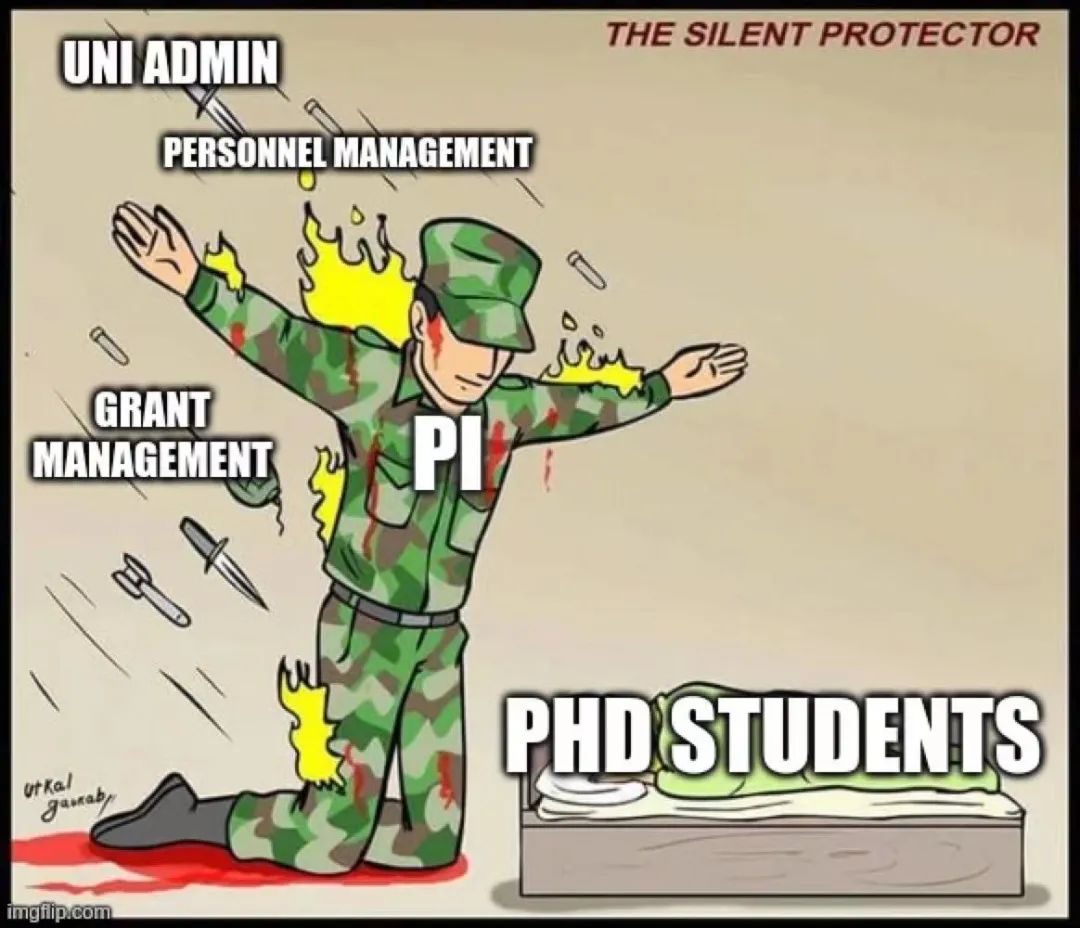 THE SILENT PROTECTOR
UNI ADMIN
PERSONNEL MANAGEMENT
GRANT
MANAGEMENT
PI
PHD STUDENTS
imgflip.com